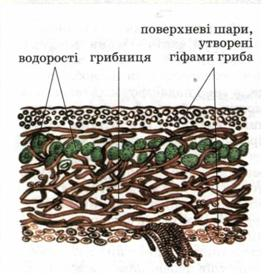 поверхневі шари,
утворені
водорості грибниця гіфами гриба